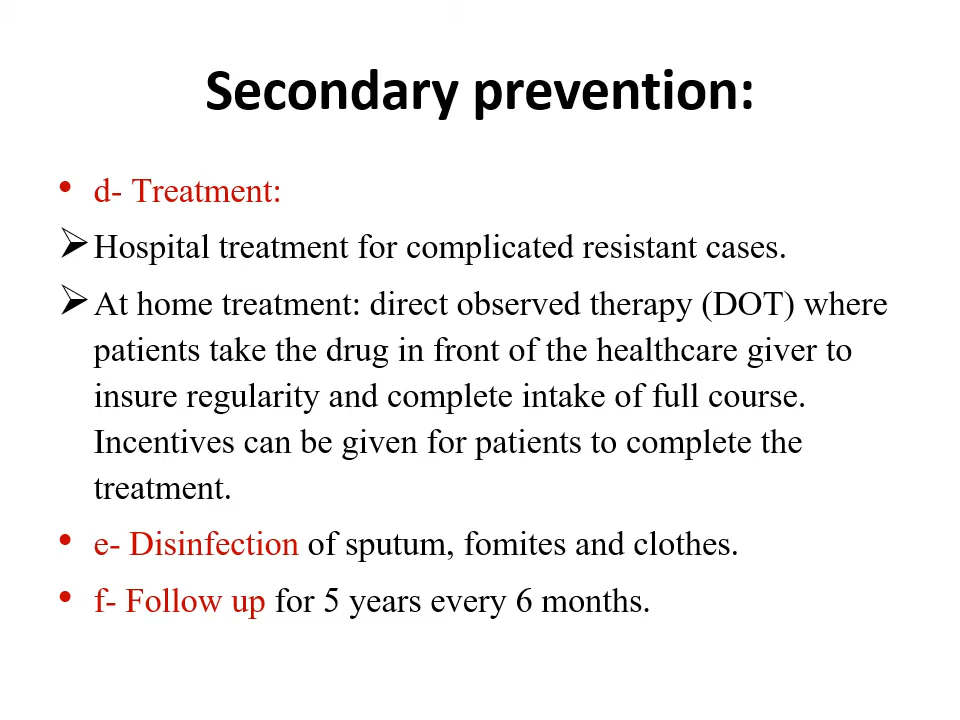 Secondary prevention:
• d- Treatment:
➢ Hospital treatment for complicated resistant cases.
➢ At home treatment: direct observed therapy (DOT) where
patients take the drug in front of the healthcare giver to
insure regularity and complete intake of full course.
Incentives can be given for patients to complete the
treatment.
• e- Disinfection of sputum, fomites and clothes.
• f- Follow up for 5 years every 6 months.